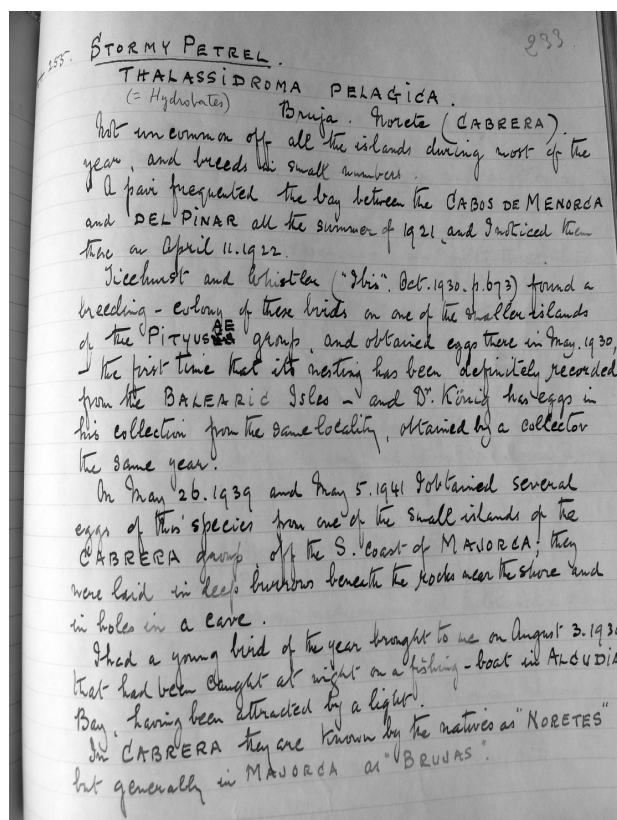 233
255. STORMY PETREL.
THALASSIDROMA PELAGICA.
(= Hydrobates)
Bruja. Norete (CABRERA).
Not uncommon off all the islands during most of the
year, and breeds in small numbers.
A pair frequented the bay between the CABOS DE MENORCA
and DEL PINAR all the summer of 1921, and I noticed them
there on April 11. 1922.
Ticehurst and Whistler ("Ibis". Oct. 1930. p. 673) found a
breeding-colony of these birds on one of the smaller islands
of the PITYUSAE group, and obtained eggs there in May. 1930,
- the first time that its nesting has been definitely recorded
from the BALEARIC Isles - and Dr. König has eggs in
his collection from the same locality, obtained by a collector
the same year.
On May 26. 1939 and May 5. 1941 I obtained several
eggs of this species from one of the small islands of the
CABRERA group, off the S. coast of MAJORCA; they
were laid in deep burrows beneath the rocks near the shore and
in holes in a cave.
I had a young bird of the year brought to me on August 3. 193
that had been caught at night on a fishing-boat in ALCUDIA
Bay, having been attracted by a light.
In CABRERA they are known by the natives as "NORETES"
but generally in MAJORCA as "BRUJAS".